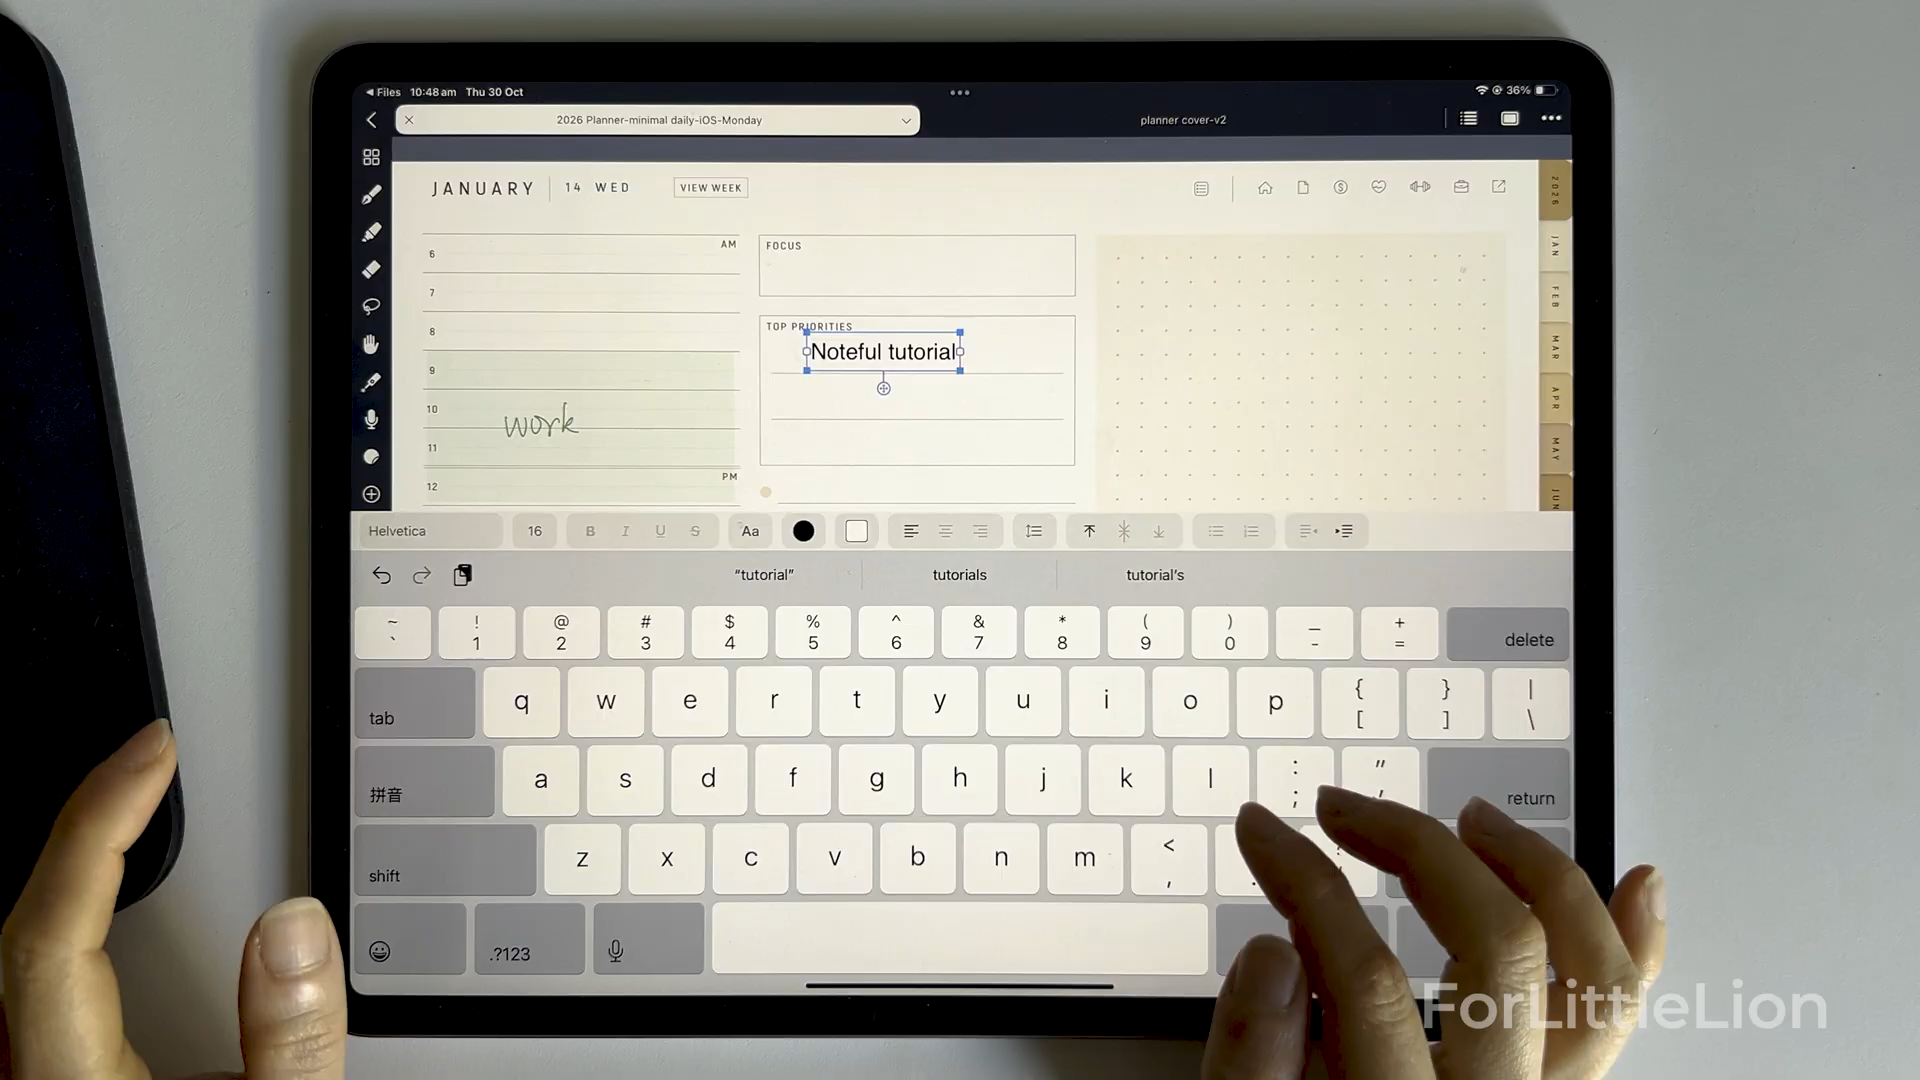 Files 10:48 am Thu 30 Oct
36%
2026 Planner-minimal daily-iOS-Monday
planner cover-v2
JANUARY 14 WED VIEW WEEK
2026
JAN
FEB
MAR
APR
MAY
JUN
AM
6
7
8
9
10
work
11
PM
12
FOCUS
TOP PRIORITIES
Noteful tutorial
Helvetica 16 B I U S Aa
“tutorial” tutorials tutorial's
~ ! @ # $ % ^ & * ( ) _ +
` 1 2 3 4 5 6 7 8 9 0 - = delete
tab q w e r t y u i o p { [ } ] | \
拼音 a s d f g h j k l : ; " ' return
shift z x c v b n m < , .
.?123
ForLittleLion